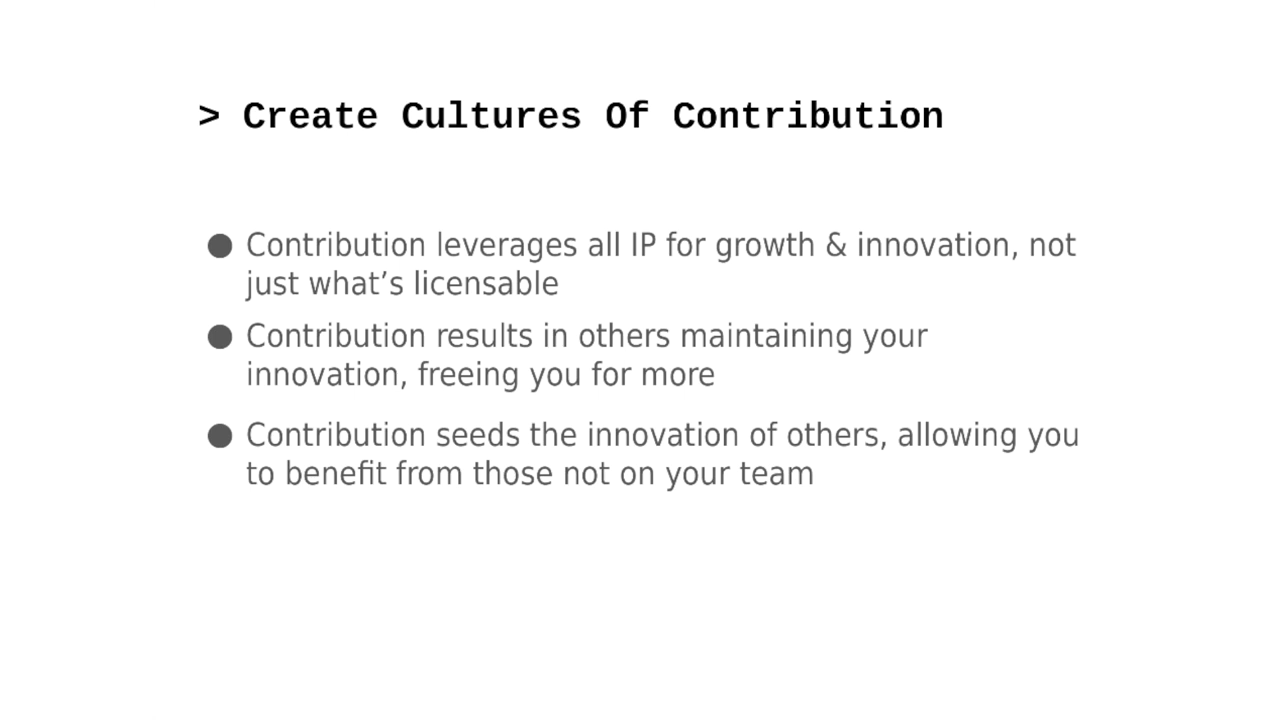 > Create Cultures Of Contribution
● Contribution leverages all IP for growth & innovation, not
just what’s licensable
● Contribution results in others maintaining your
innovation, freeing you for more
● Contribution seeds the innovation of others, allowing you
to benefit from those not on your team